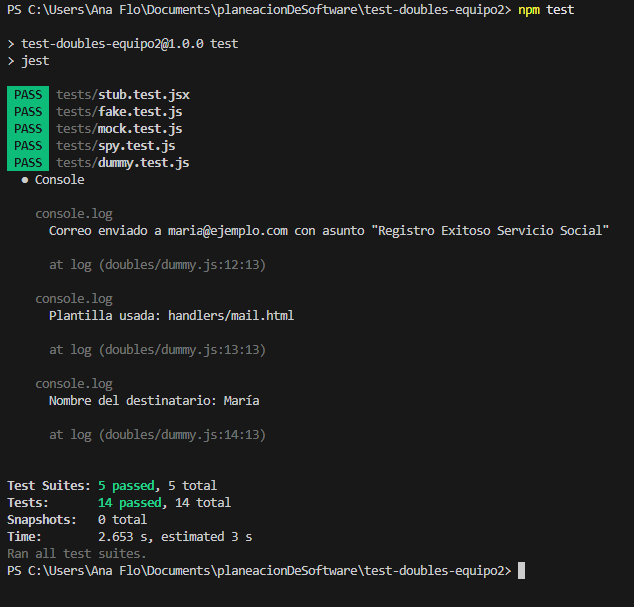 PS C:\Users\Ana Flo\Documents\planeacionDeSoftware\test-doubles-equipo2> npm test
> test-doubles-equipo2@1.0.0 test
> jest
PASS tests/stub.test.jsx
PASS tests/fake.test.js
PASS tests/mock.test.js
PASS tests/spy.test.js
PASS tests/dummy.test.js
● Console
console.log
Correo enviado a maria@ejemplo.com con asunto "Registro Exitoso Servicio Social"
at log (doubles/dummy.js:12:13)
console.log
Plantilla usada: handlers/mail.html
at log (doubles/dummy.js:13:13)
console.log
Nombre del destinatario: María
at log (doubles/dummy.js:14:13)
Test Suites: 5 passed, 5 total
Tests: 14 passed, 14 total
Snapshots: 0 total
Time: 2.653 s, estimated 3 s
Ran all test suites.
PS C:\Users\Ana Flo\Documents\planeacionDeSoftware\test-doubles-equipo2>